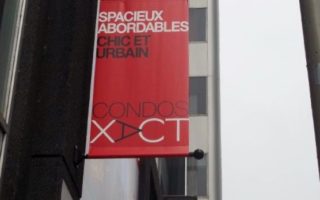 SPACIEUX
ABORDABLES
CHIC ET
URBAIN
CONDOS
XACT